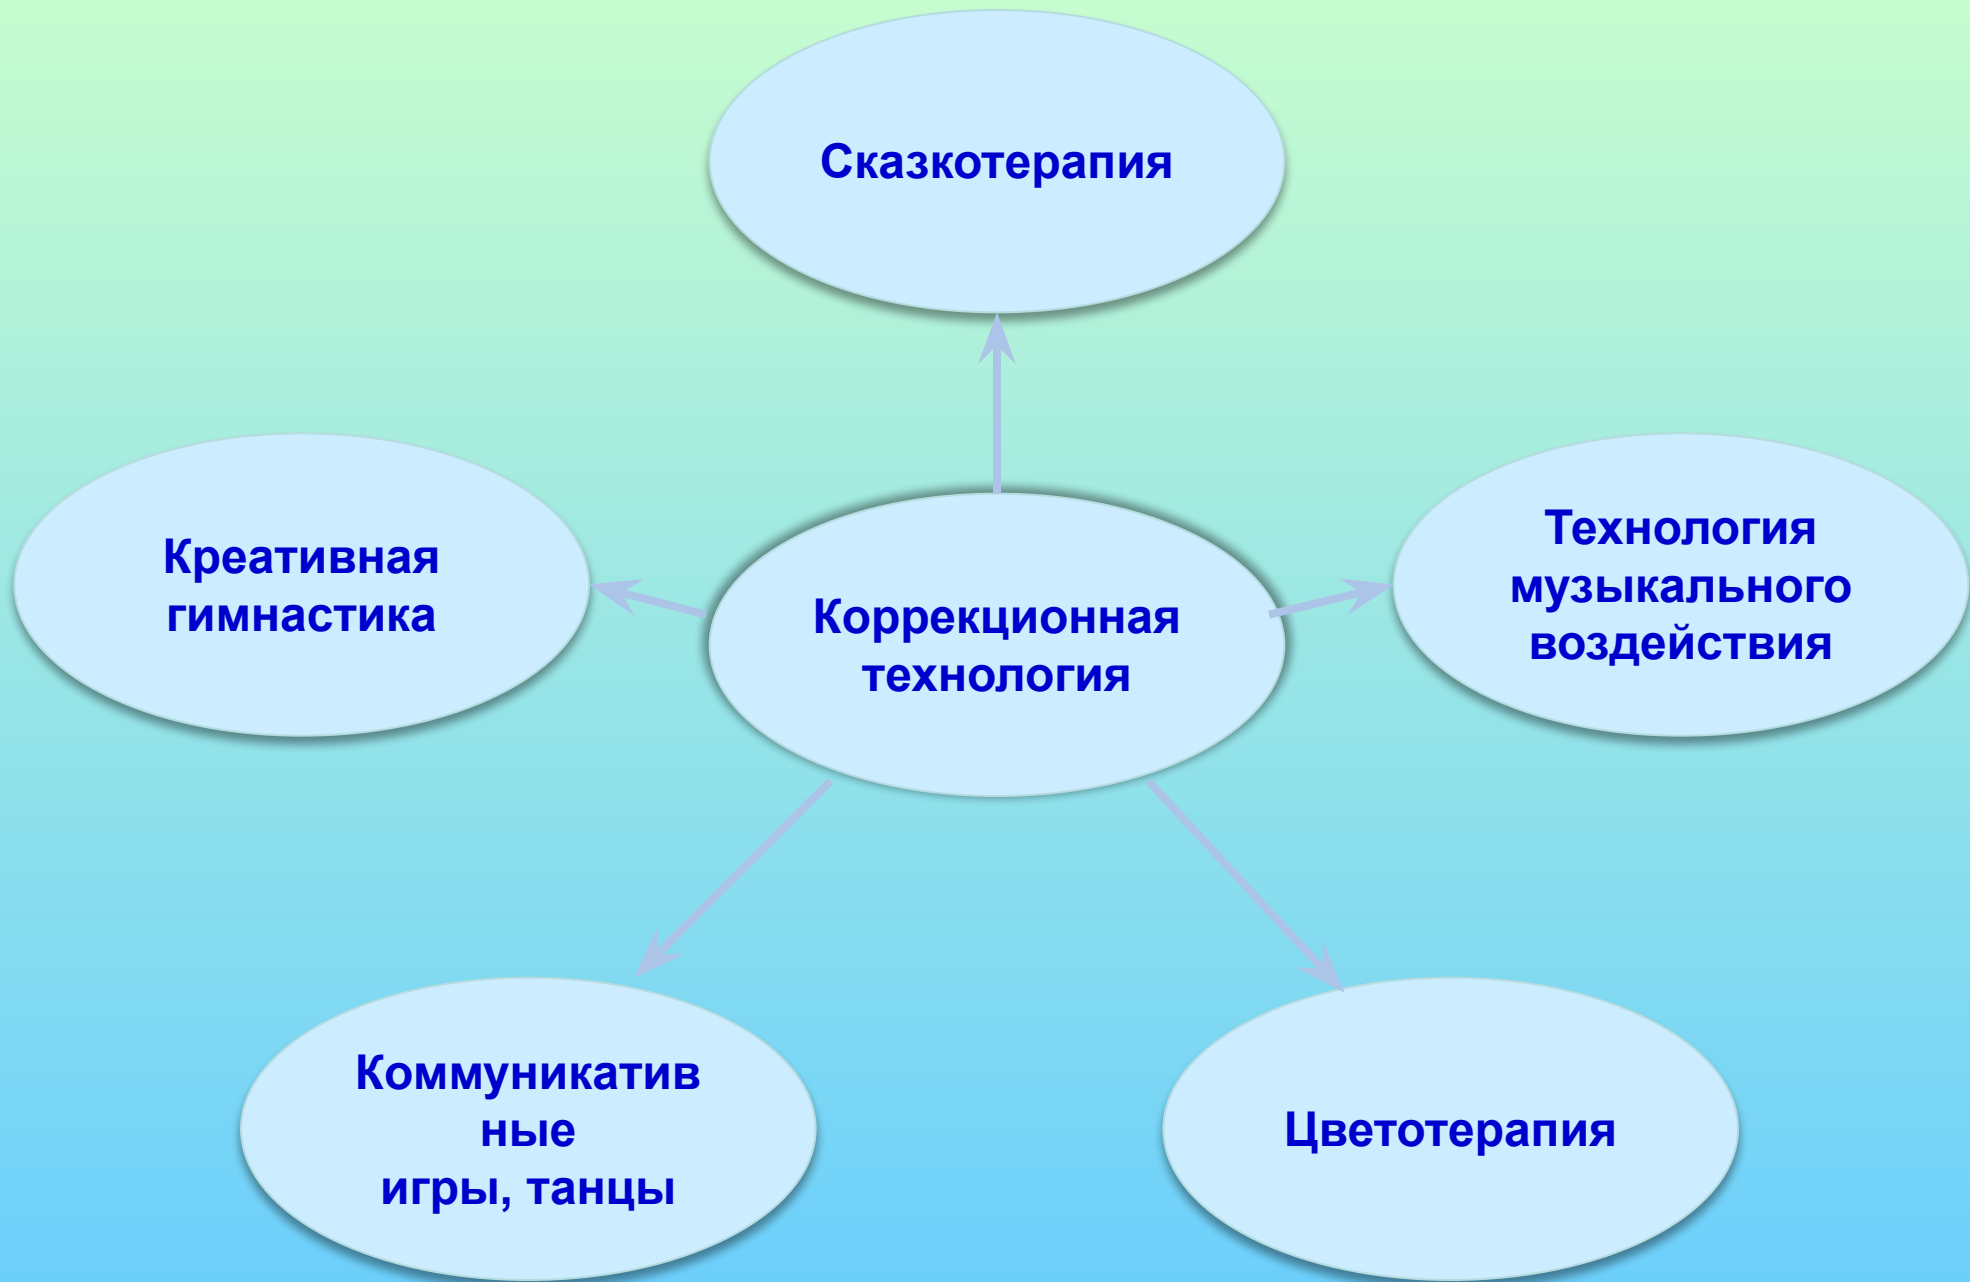 Сказкотерапия
Креативная
гимнастика
Коррекционная
технология
Технология
музыкального
воздействия
Коммуникатив
ные
игры, танцы
Цветотерапия